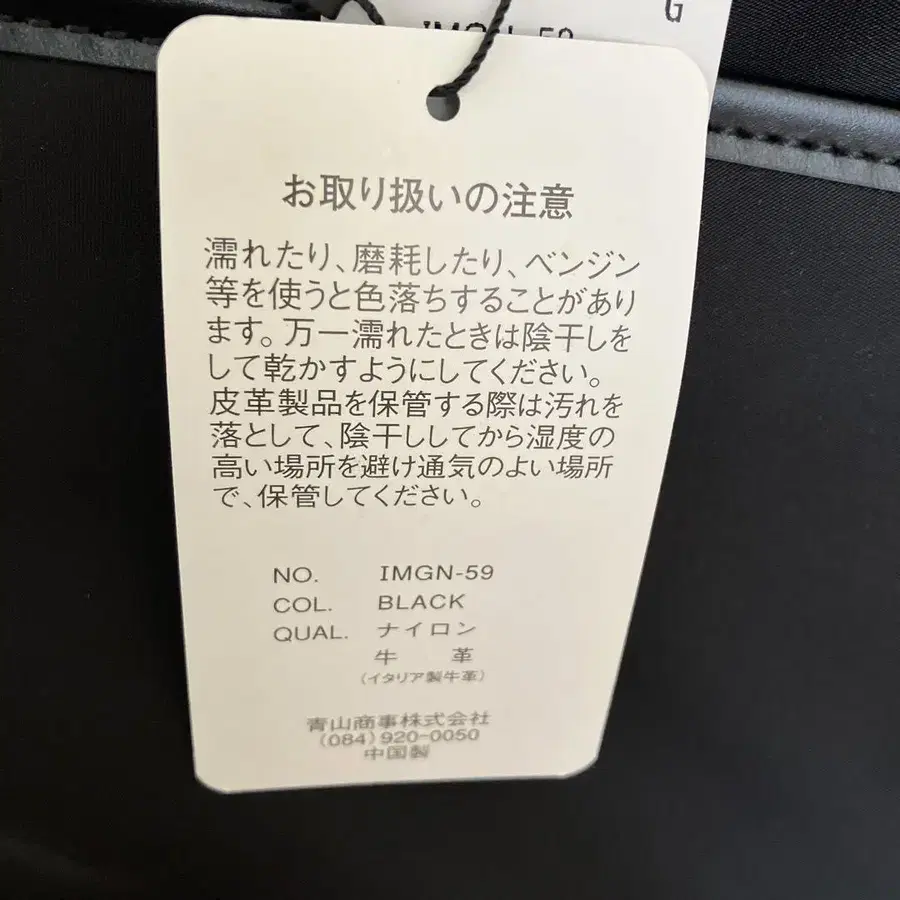 G
IMGN-59
お取り扱いの注意
濡れたり、磨耗したり、ベンジン
等を使うと色落ちすることがあり
ます。万一濡れたときは陰干しを
して乾かすようにしてください。
皮革製品を保管する際は汚れを
落として、陰干ししてから湿度の
高い場所を避け通気のよい場所
で、保管してください。
NO. IMGN-59
COL. BLACK
QUAL. ナイロン
牛 革
(イタリア製牛革)
青山商事株式会社
(084)920-0050
中国製